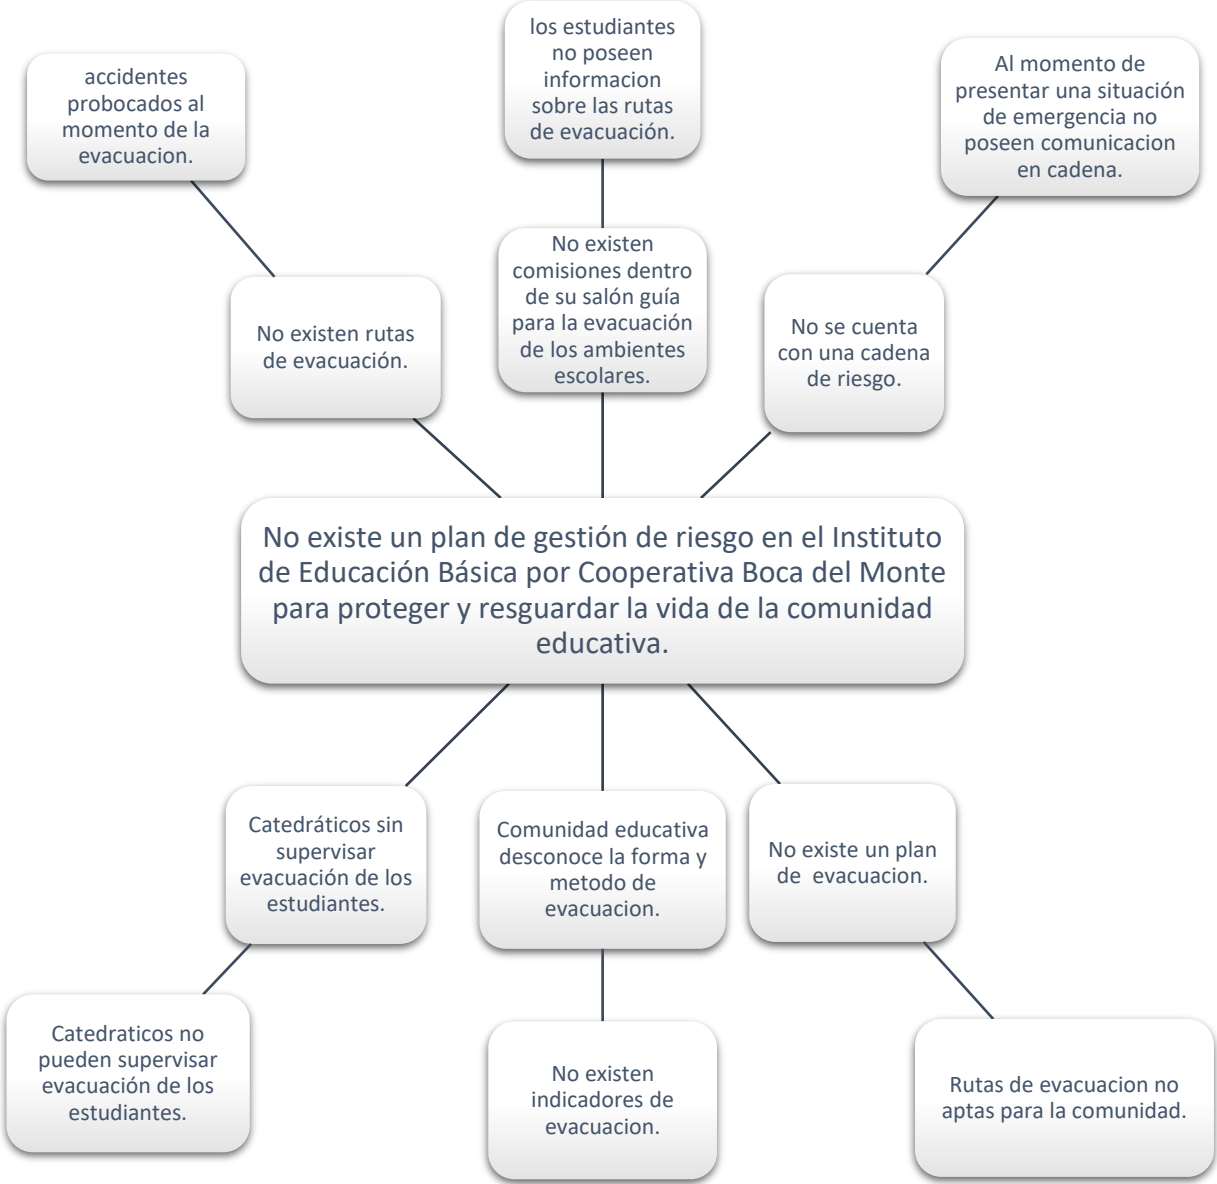 accidentes
probocados al
momento de la
evacuacion.
los estudiantes
no poseen
informacion
sobre las rutas
de evacuación.
Al momento de
presentar una situación
de emergencia no
poseen comunicacion
en cadena.
No existen rutas
de evacuación.
No existen
comisiones dentro
de su salón guía
para la evacuación
de los ambientes
escolares.
No se cuenta
con una cadena
de riesgo.
No existe un plan de gestión de riesgo en el Instituto
de Educación Básica por Cooperativa Boca del Monte
para proteger y resguardar la vida de la comunidad
educativa.
Catedráticos sin
supervisar
evacuación de los
estudiantes.
Comunidad educativa
desconoce la forma y
metodo de
evacuacion.
No existe un plan
de evacuacion.
Catedraticos no
pueden supervisar
evacuación de los
estudiantes.
No existen
indicadores de
evacuacion.
Rutas de evacuacion no
aptas para la comunidad.